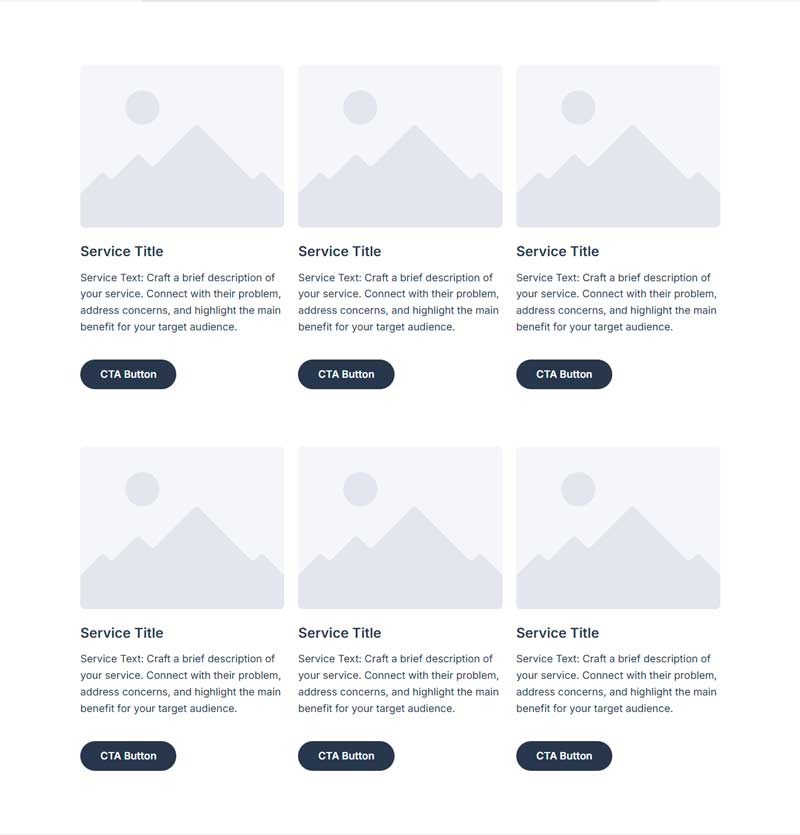 Service Title
Service Text: Craft a brief description of
your service. Connect with their problem,
address concerns, and highlight the main
benefit for your target audience.
CTA Button
Service Title
Service Text: Craft a brief description of
your service. Connect with their problem,
address concerns, and highlight the main
benefit for your target audience.
CTA Button
Service Title
Service Text: Craft a brief description of
your service. Connect with their problem,
address concerns, and highlight the main
benefit for your target audience.
CTA Button
Service Title
Service Text: Craft a brief description of
your service. Connect with their problem,
address concerns, and highlight the main
benefit for your target audience.
CTA Button
Service Title
Service Text: Craft a brief description of
your service. Connect with their problem,
address concerns, and highlight the main
benefit for your target audience.
CTA Button
Service Title
Service Text: Craft a brief description of
your service. Connect with their problem,
address concerns, and highlight the main
benefit for your target audience.
CTA Button